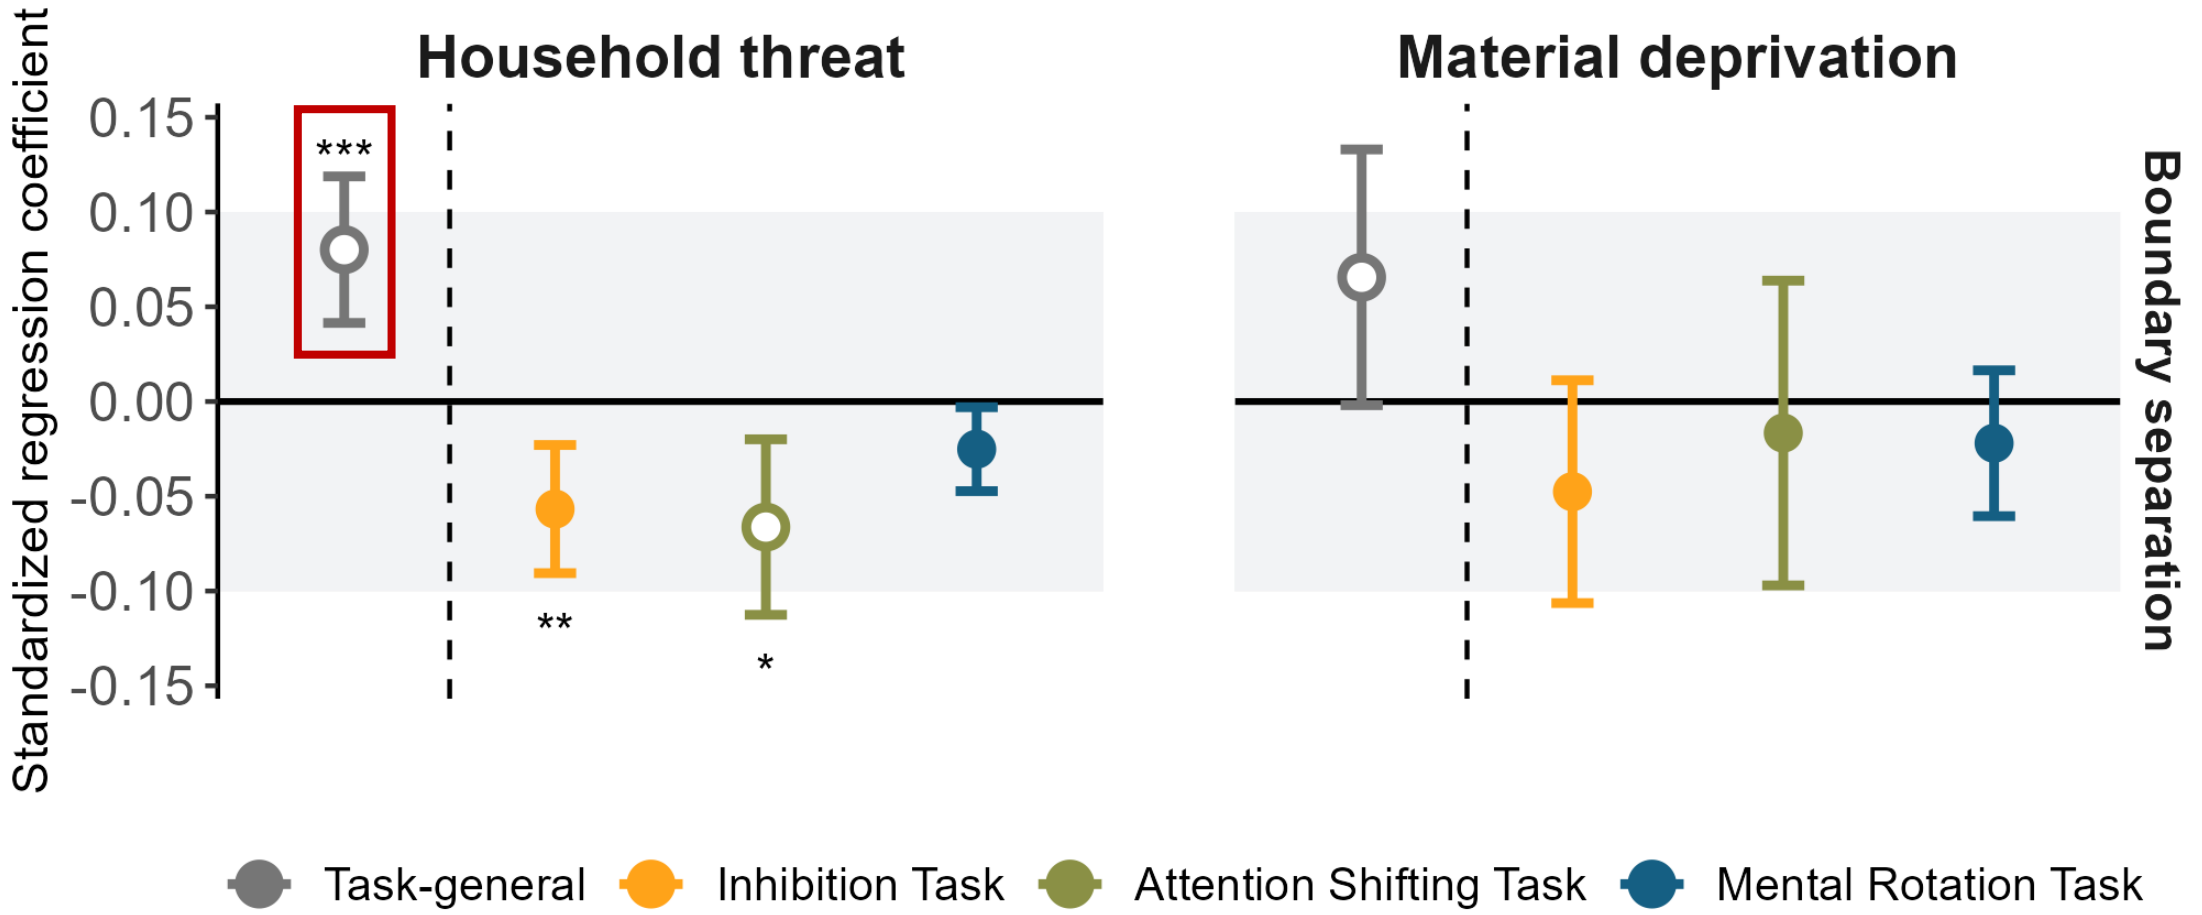 Household threat
Material deprivation
Standardized regression coefficient
0.15
0.10
0.05
0.00
-0.05
-0.10
-0.15
***
**
*
Boundary separation
Task-general
Inhibition Task
Attention Shifting Task
Mental Rotation Task